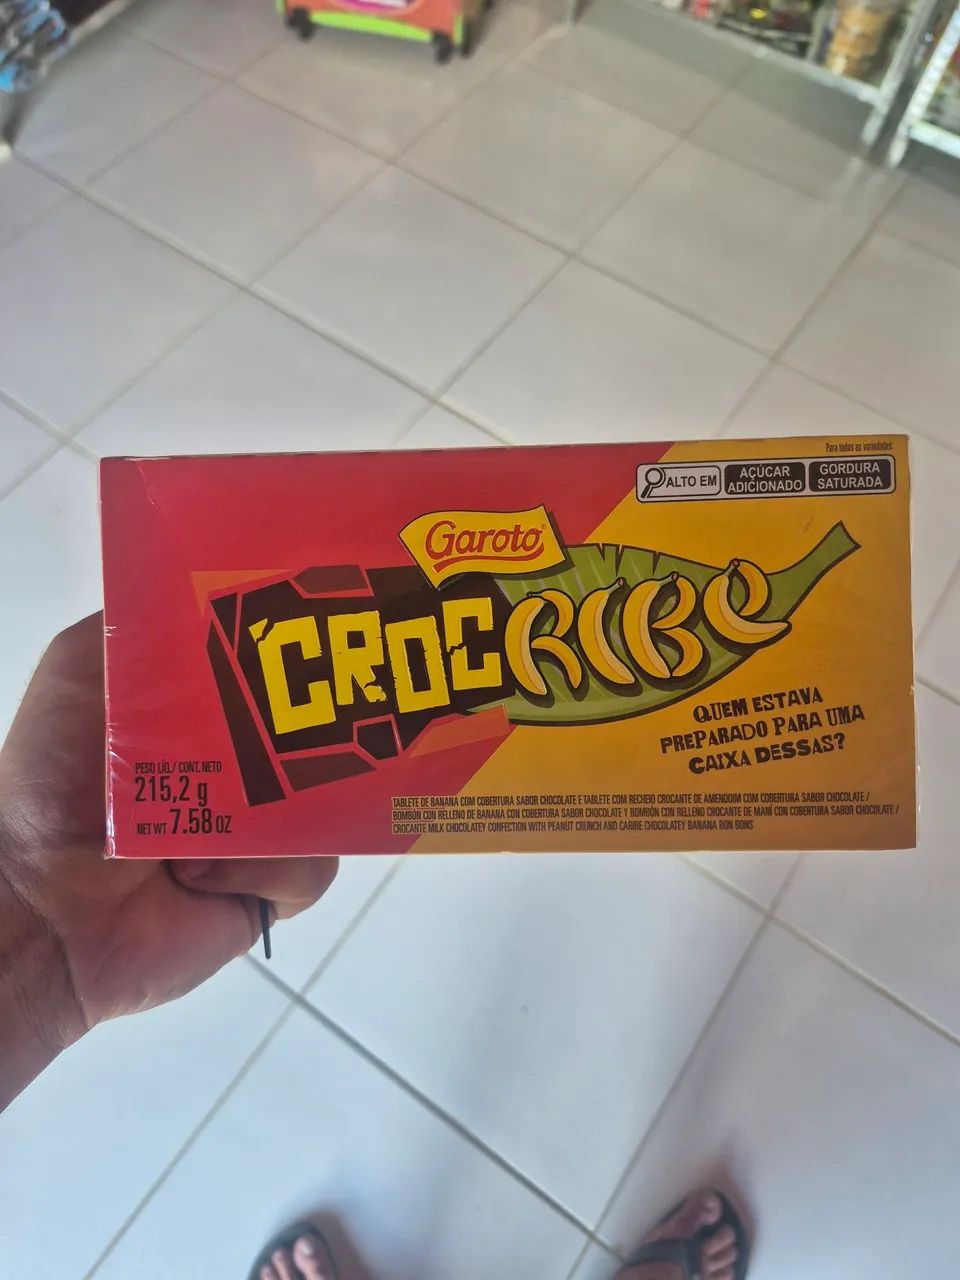 Para todas as variedades
ALTO EM
AÇÚCAR ADICIONADO
GORDURA SATURADA
Garoto
CROCRIBE
QUEM ESTAVA
PREPARADO PARA UMA
CAIXA DESSAS?
PESO LÍQ./ CONT. NETO
215,2 g
NET WT 7.58 OZ
TABLETE DE BANANA COM COBERTURA SABOR CHOCOLATE E TABLETE COM RECHEIO CROCANTE DE AMENDOIM COM COBERTURA SABOR CHOCOLATE /
BOMBÓN CON RELLENO DE BANANA CON COBERTURA SABOR CHOCOLATE Y BOMBÓN CON RELLENO CROCANTE DE MANÍ CON COBERTURA SABOR CHOCOLATE /
CROCANTE MILK CHOCOLATEY CONFECTION WITH PEANUT CRUNCH AND CARIBE CHOCOLATEY BANANA BON BONS